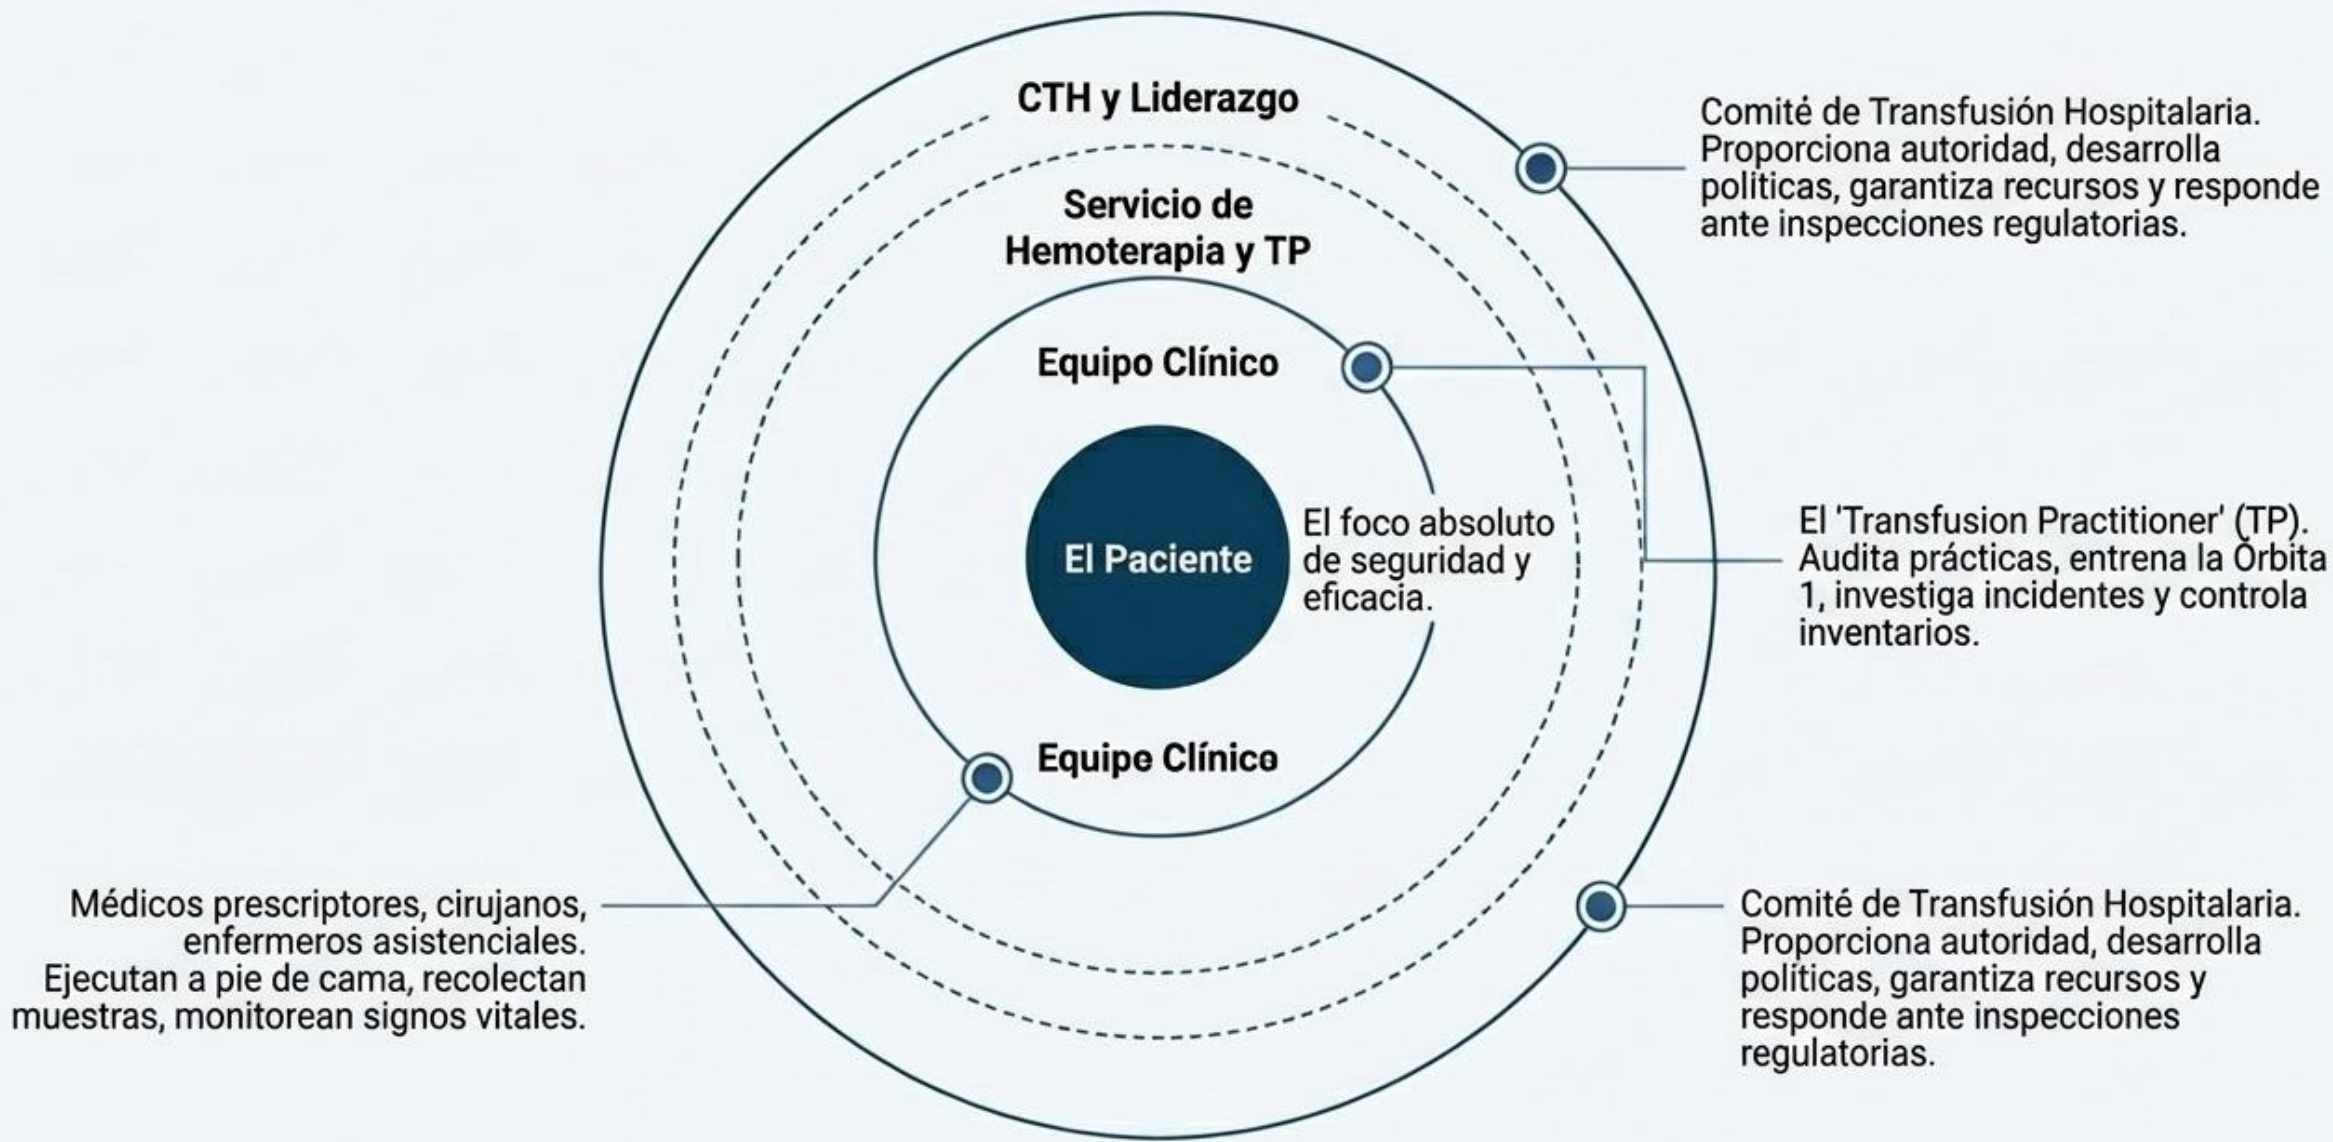 CTH y Liderazgo
Comité de Transfusión Hospitalaria.
Proporciona autoridad, desarrolla
políticas, garantiza recursos y responde
ante inspecciones regulatorias.
Servicio de
Hemoterapia y TP
Equipo Clínico
El Paciente
El foco absoluto
de seguridad y
eficacia.
El 'Transfusion Practitioner' (TP).
Audita prácticas, entrena la Órbita
1, investiga incidentes y controla
inventarios.
Equipe Clínico
Médicos prescriptores, cirujanos,
enfermeros asistenciales.
Ejecutan a pie de cama, recolectan
muestras, monitorean signos vitales.
Comité de Transfusión Hospitalaria.
Proporciona autoridad, desarrolla
políticas, garantiza recursos y
responde ante inspecciones
regulatorias.